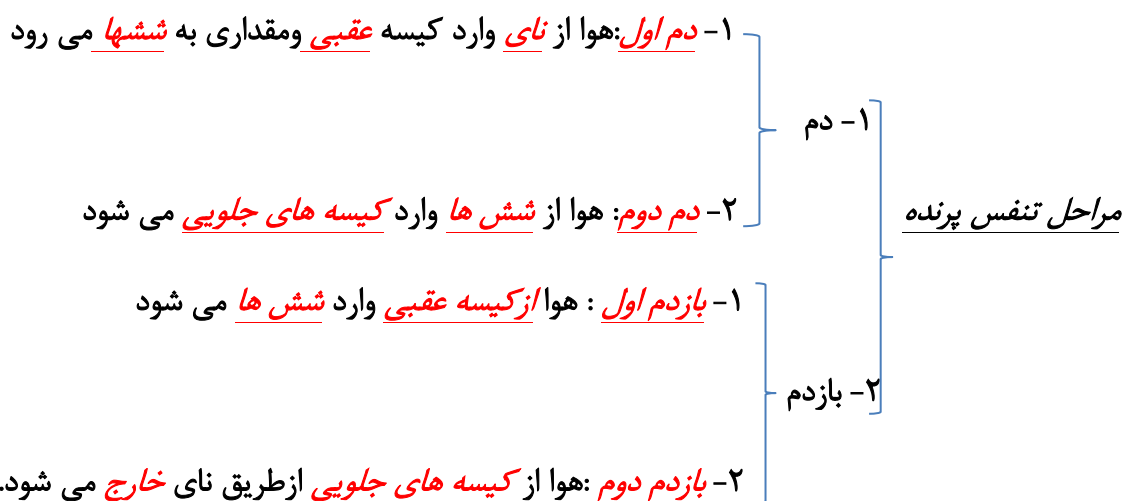 ۱- دم اول:هوا از نای وارد کیسه عقبی ومقداری به ششها می رود
۱- دم
۲- دم دوم: هوا از شش ها وارد کیسه های جلویی می شود
مراحل تنفس پرنده
۱- بازدم اول : هوا ازکیسه عقبی وارد شش ها می شود
۲- بازدم
۲- بازدم دوم :هوا از کیسه های جلویی ازطریق نای خارج می شود.